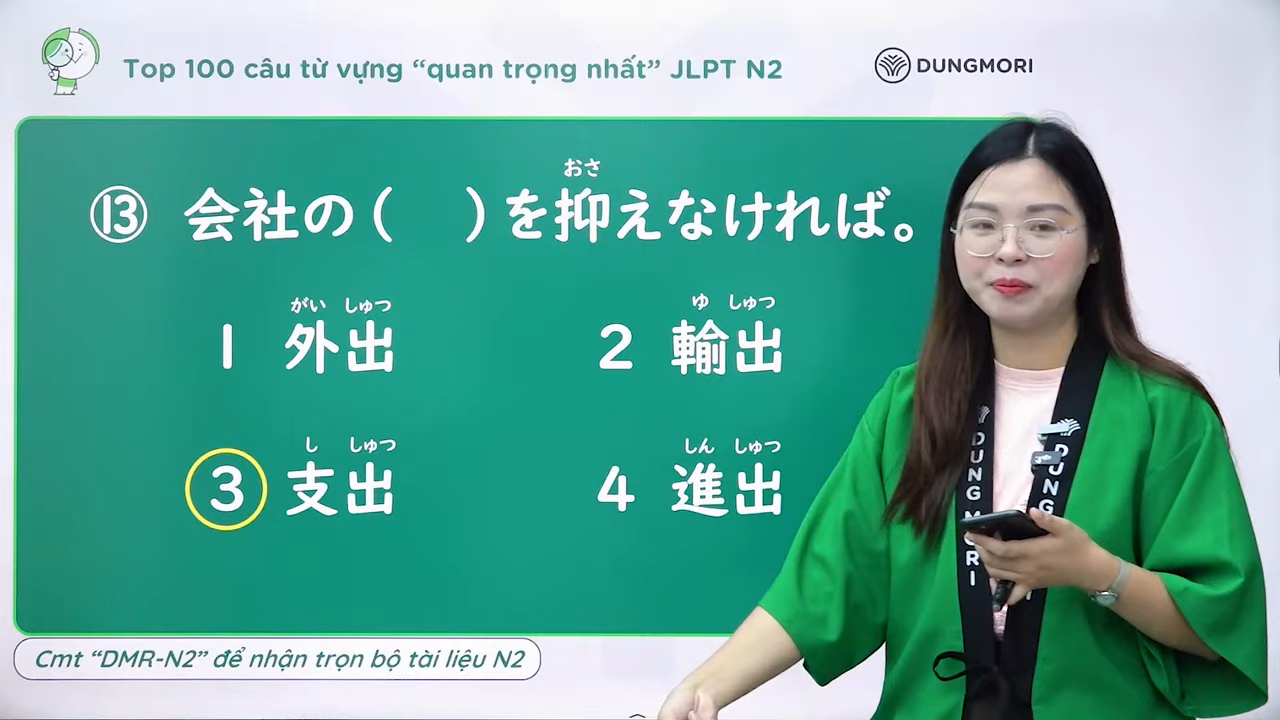 Top 100 câu từ vựng “quan trọng nhất” JLPT N2
DUNGMORI
おさ
⑬ 会社の( )を抑えなければ。
がい しゅつ
1 外出
ゆ しゅつ
2 輸出
し しゅつ
3 支出
しん しゅつ
4 進出
Cmt “DMR-N2” để nhận trọn bộ tài liệu N2
DUNG MORI
DUNG